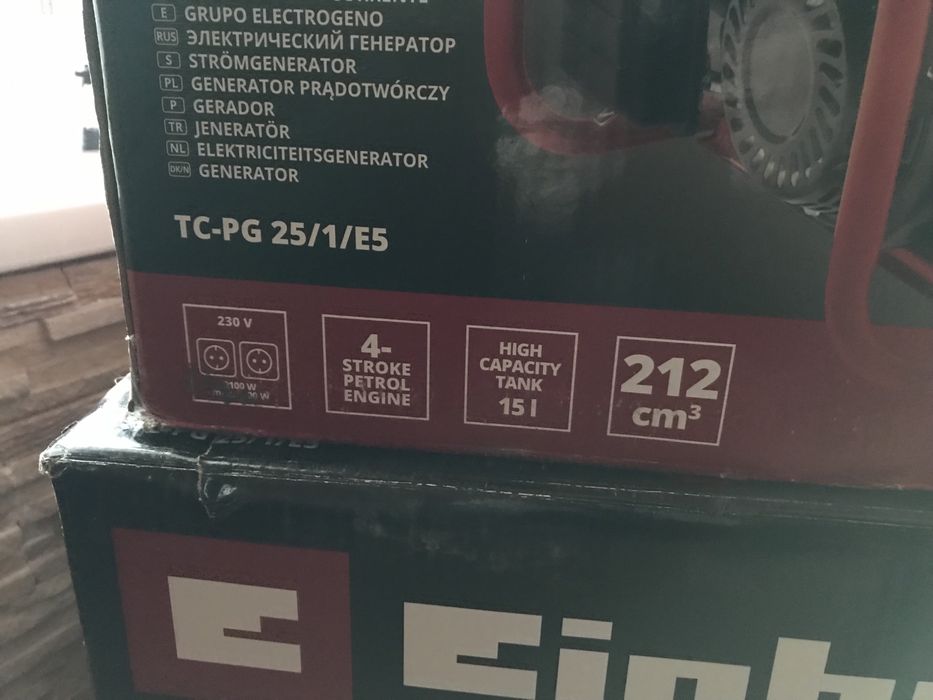 E GRUPO ELECTROGENO
RUS ЭЛЕКТРИЧЕСКИЙ ГЕНЕРАТОР
S STRÖMGENERATOR
PL GENERATOR PRĄDOTWÓRCZY
P GERADOR
TR JENERATÖR
NL ELEKTRICITEITSGENERATOR
DK/N GENERATOR
TC-PG 25/1/E5
230 V
4-
STROKE
PETROL
ENGINE
HIGH
CAPACITY
TANK
15 l
212
cm³